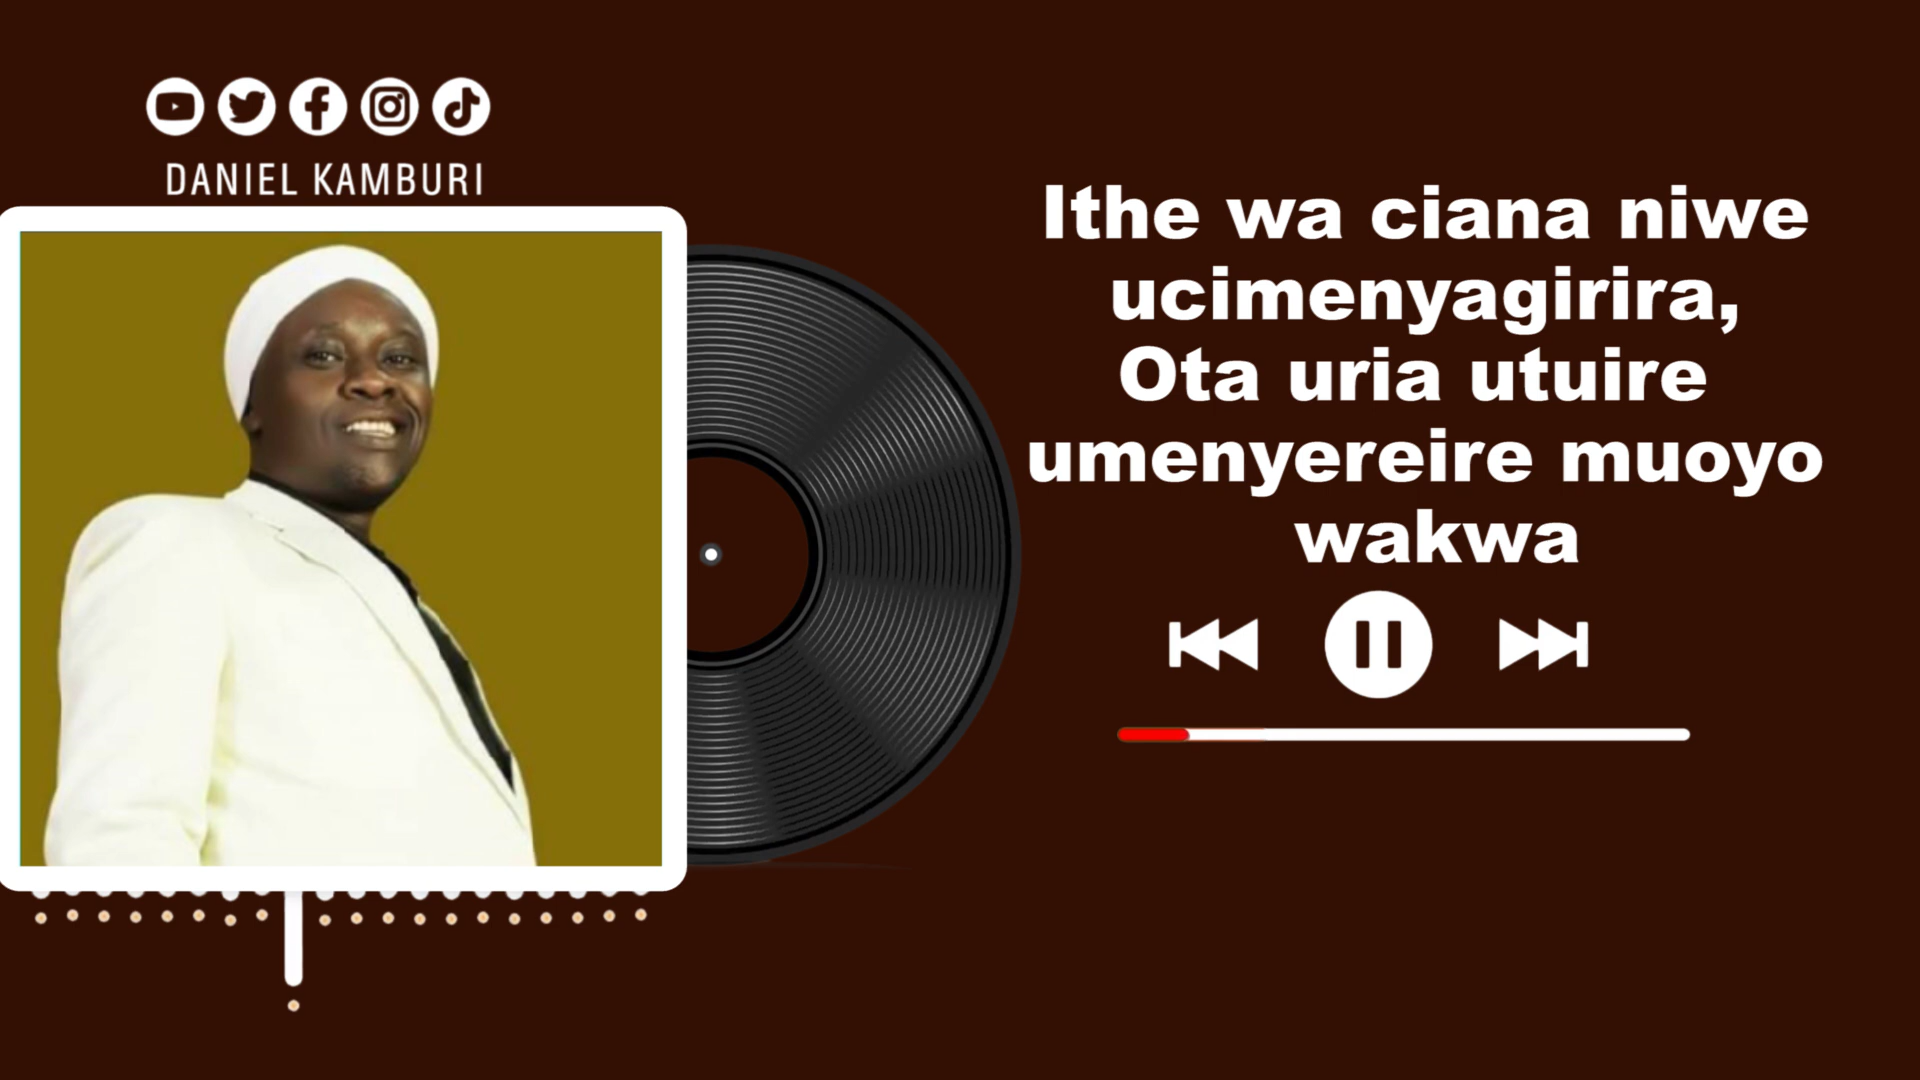 DANIEL KAMBURI
Ithe wa ciana niwe
ucimenyagirira,
Ota uria utuire
umenyereire muoyo
wakwa